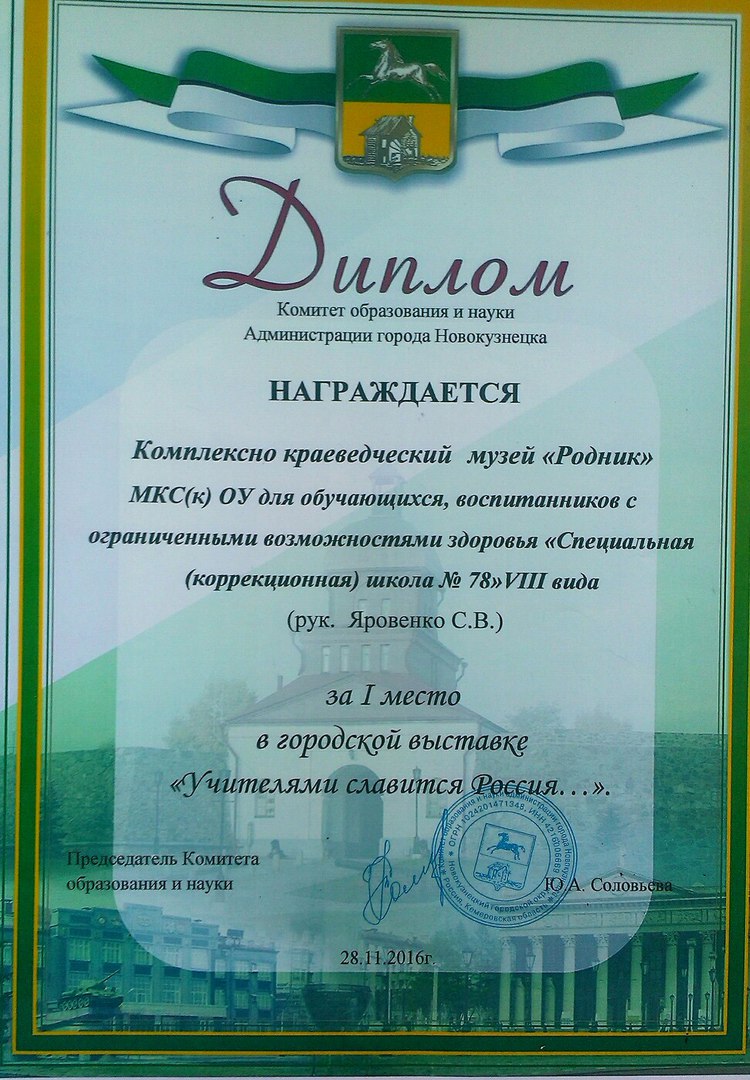 Диплом
Комитет образования и науки
Администрации города Новокузнецка
НАГРАЖДАЕТСЯ
Комплексно краеведческий музей «Родник»
МКС(к) ОУ для обучающихся, воспитанников с
ограниченными возможностями здоровья «Специальная
(коррекционная) школа № 78»VIII вида
(рук. Яровенко С.В.)
за I место
в городской выставке
«Учителями славится Россия…».
Председатель Комитета
образования и науки
Ю.А. Соловьева
28.11.2016г.